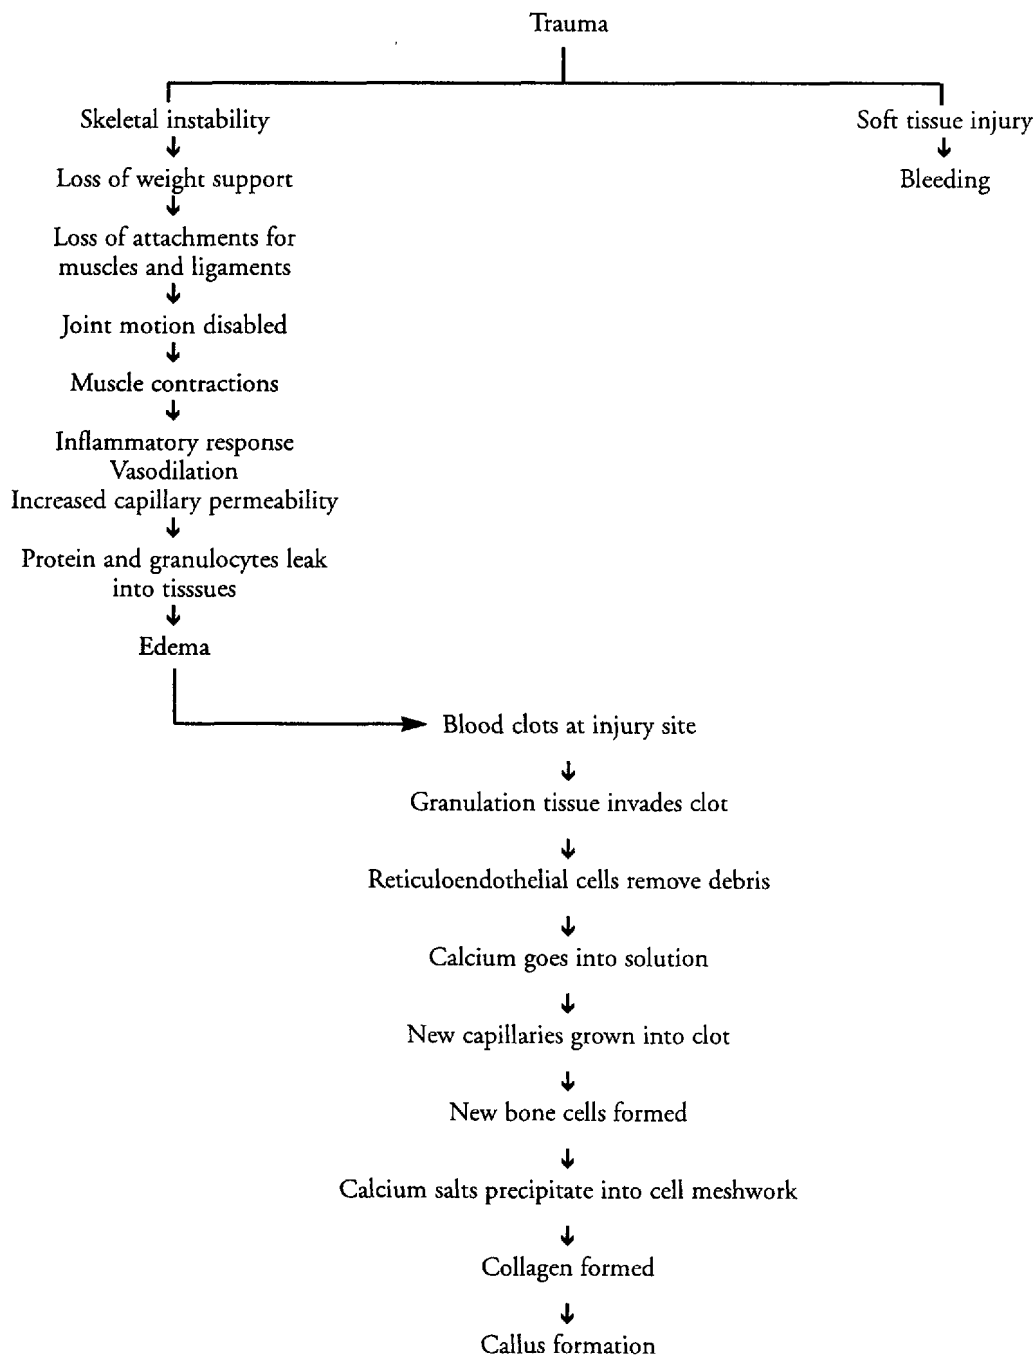 Trauma
Skeletal instability
Soft tissue injury
Loss of weight support
Bleeding
Loss of attachments for
muscles and ligaments
Joint motion disabled
Muscle contractions
Inflammatory response
Vasodilation
Increased capillary permeability
Protein and granulocytes leak
into tisssues
Edema
Blood clots at injury site
Granulation tissue invades clot
Reticuloendothelial cells remove debris
Calcium goes into solution
New capillaries grown into clot
New bone cells formed
Calcium salts precipitate into cell meshwork
Collagen formed
Callus formation